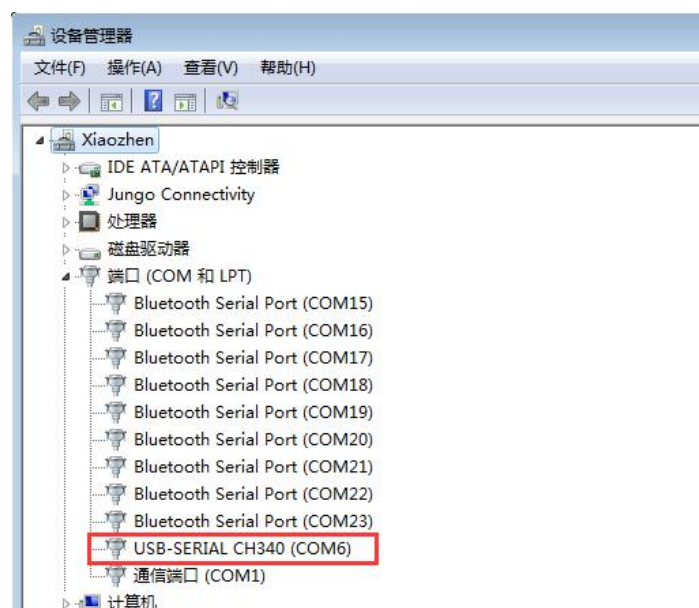 设备管理器
文件(F) 操作(A) 查看(V) 帮助(H)
Xiaozhen
IDE ATA/ATAPI 控制器
Jungo Connectivity
处理器
磁盘驱动器
端口 (COM 和 LPT)
Bluetooth Serial Port (COM15)
Bluetooth Serial Port (COM16)
Bluetooth Serial Port (COM17)
Bluetooth Serial Port (COM18)
Bluetooth Serial Port (COM19)
Bluetooth Serial Port (COM20)
Bluetooth Serial Port (COM21)
Bluetooth Serial Port (COM22)
Bluetooth Serial Port (COM23)
USB-SERIAL CH340 (COM6)
通信端口 (COM1)
计算机